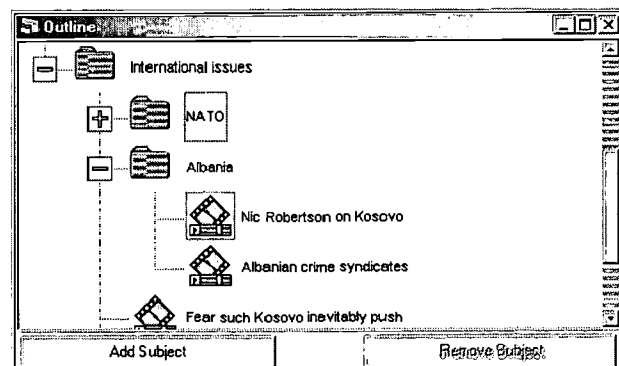 Outline
International issues
NATO
Albania
Nic Robertson on Kosovo
Albanian crime syndicates
Fear such Kosovo inevitably push
Add Subject
Remove Subject